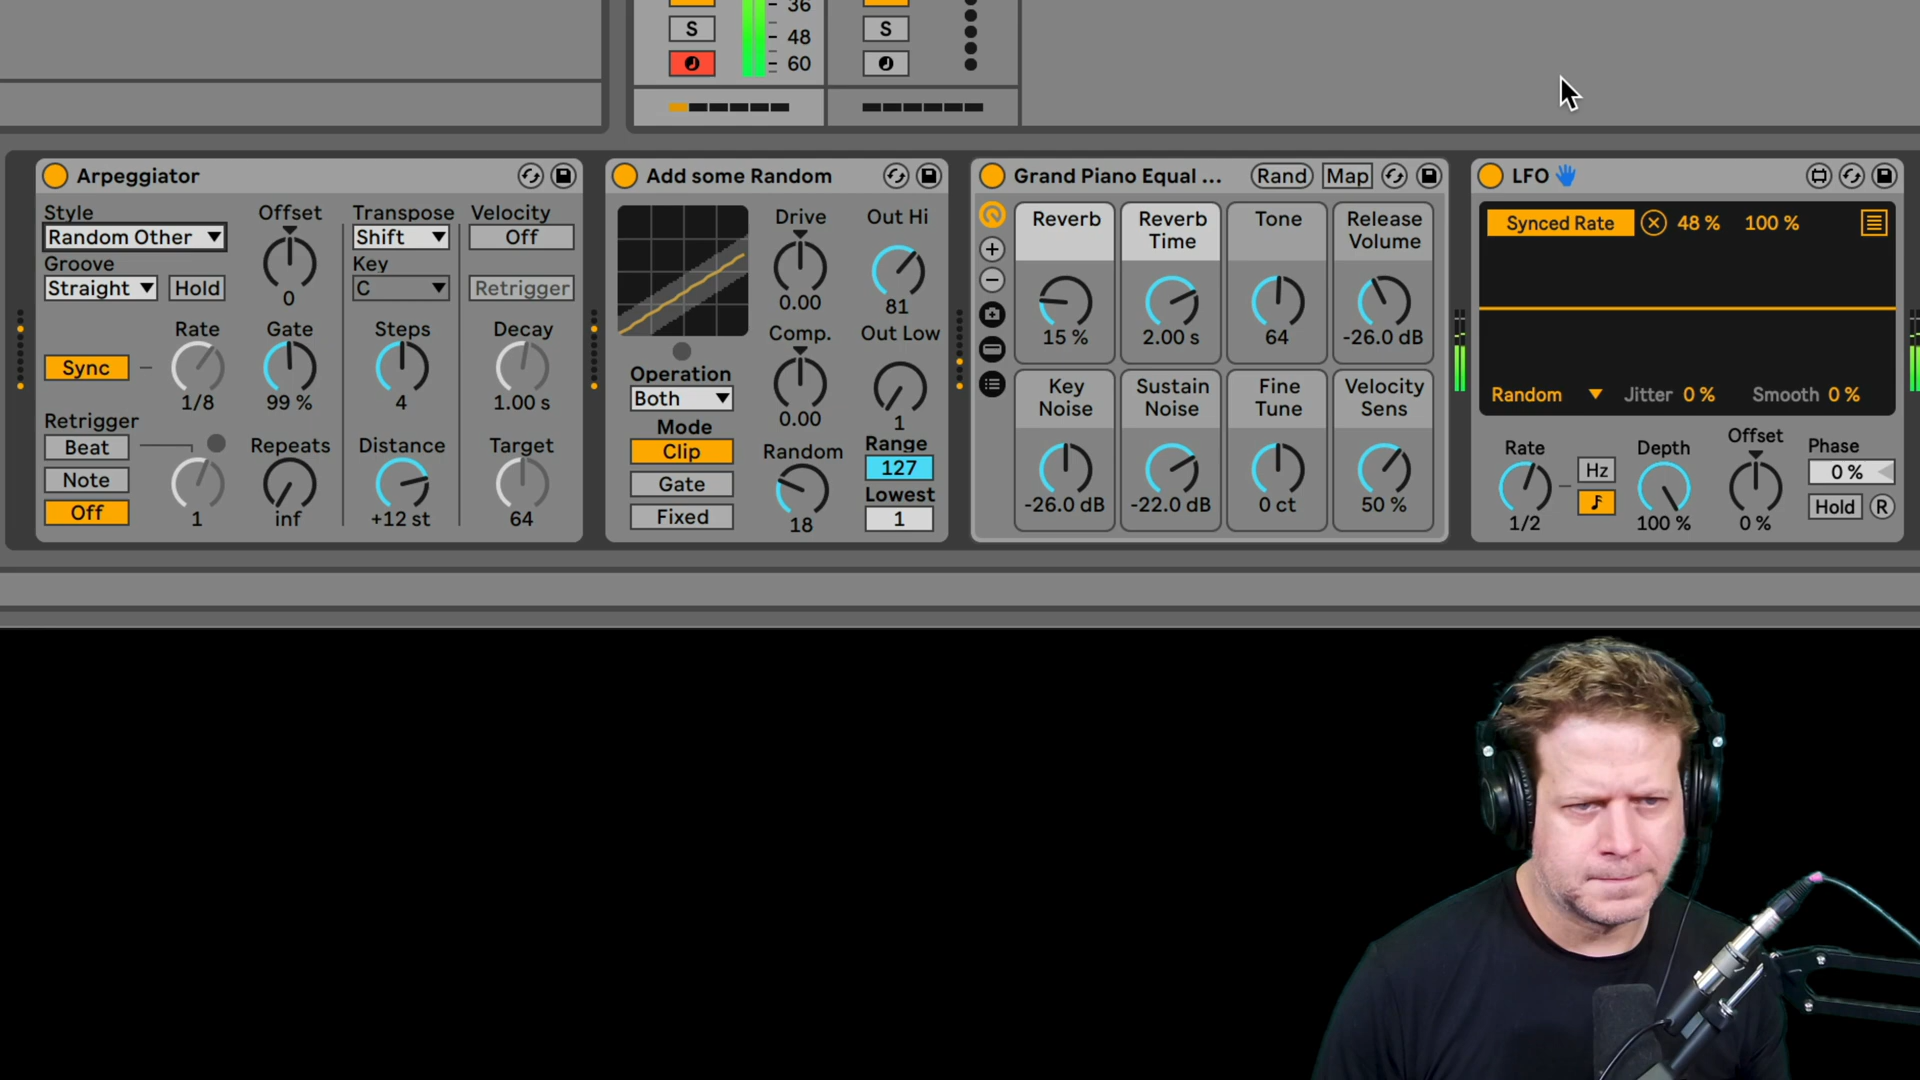 36
S
48
S
60
Arpeggiator
Style
Offset
Transpose
Velocity
Random Other
Shift
Off
Groove
Key
Straight
Hold
0
C
Retrigger
Rate
Gate
Steps
Decay
Sync
1/8
99 %
4
1.00 s
Retrigger
Beat
Repeats
Distance
Target
Note
Off
1
inf
+12 st
64
Add some Random
Drive
Out Hi
0.00
81
Comp.
Out Low
Operation
Both
0.00
1
Mode
Clip
Random
Range
127
Gate
Lowest
Fixed
18
1
Grand Piano Equal ...
Rand
Map
Reverb
Reverb Time
Tone
Release Volume
15 %
2.00 s
64
-26.0 dB
Key Noise
Sustain Noise
Fine Tune
Velocity Sens
-26.0 dB
-22.0 dB
0 ct
50 %
LFO
Synced Rate
48 %
100 %
Random
Jitter 0 %
Smooth 0 %
Rate
Depth
Offset
Phase
Hz
0 %
Hold
R
1/2
100 %
0 %